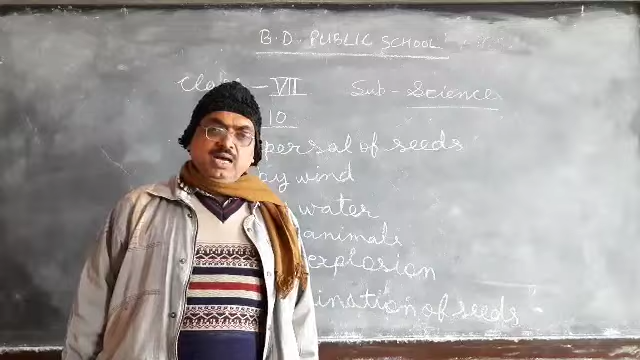 B.D. PUBLIC SCHOOL
Class - VII Sub - Science
10
persal of seeds
by wind
water
animals
explosion
ination of seeds